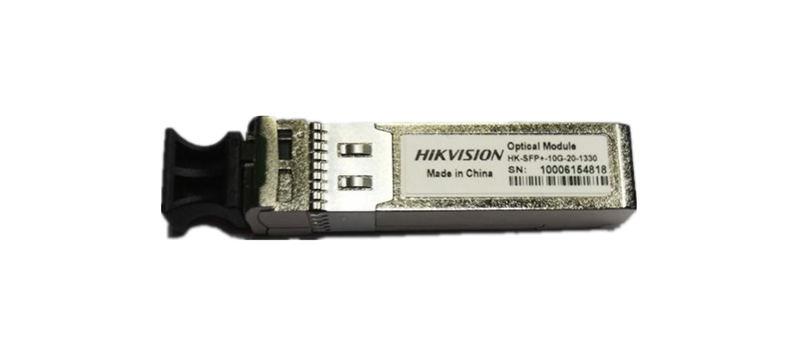 HIKVISION
Made in China
Optical Module
HK-SFP+-10G-20-1330
SN: 10006154818